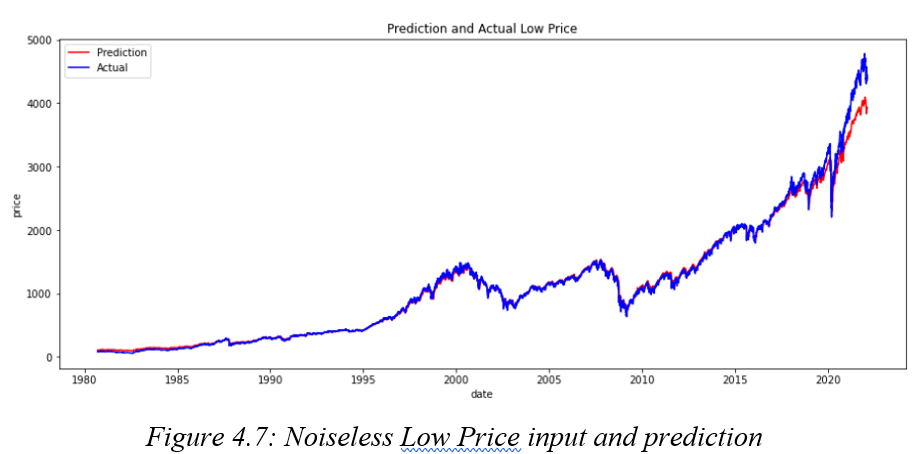 Prediction and Actual Low Price
5000
Prediction
Actual
4000
3000
price
2000
1000
0
1980 1985 1990 1995 2000 2005 2010 2015 2020
date
Figure 4.7: Noiseless Low Price input and prediction